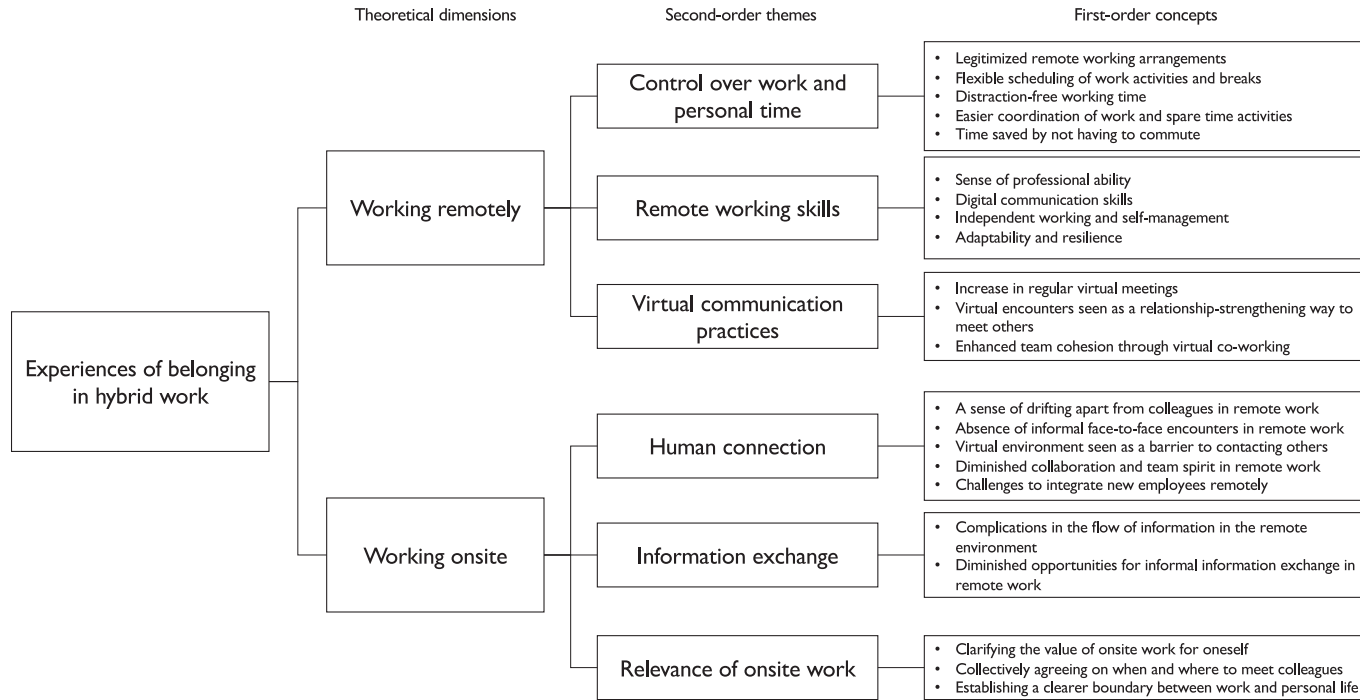 Theoretical dimensions
Second-order themes
First-order concepts
Experiences of belonging
in hybrid work
Working remotely
Control over work and
personal time
• Legitimized remote working arrangements
• Flexible scheduling of work activities and breaks
• Distraction-free working time
• Easier coordination of work and spare time activities
• Time saved by not having to commute
Remote working skills
• Sense of professional ability
• Digital communication skills
• Independent working and self-management
• Adaptability and resilience
Virtual communication
practices
• Increase in regular virtual meetings
• Virtual encounters seen as a relationship-strengthening way to
meet others
• Enhanced team cohesion through virtual co-working
Working onsite
Human connection
• A sense of drifting apart from colleagues in remote work
• Absence of informal face-to-face encounters in remote work
• Virtual environment seen as a barrier to contacting others
• Diminished collaboration and team spirit in remote work
• Challenges to integrate new employees remotely
Information exchange
• Complications in the flow of information in the remote
environment
• Diminished opportunities for informal information exchange in
remote work
Relevance of onsite work
• Clarifying the value of onsite work for oneself
• Collectively agreeing on when and where to meet colleagues
• Establishing a clearer boundary between work and personal life